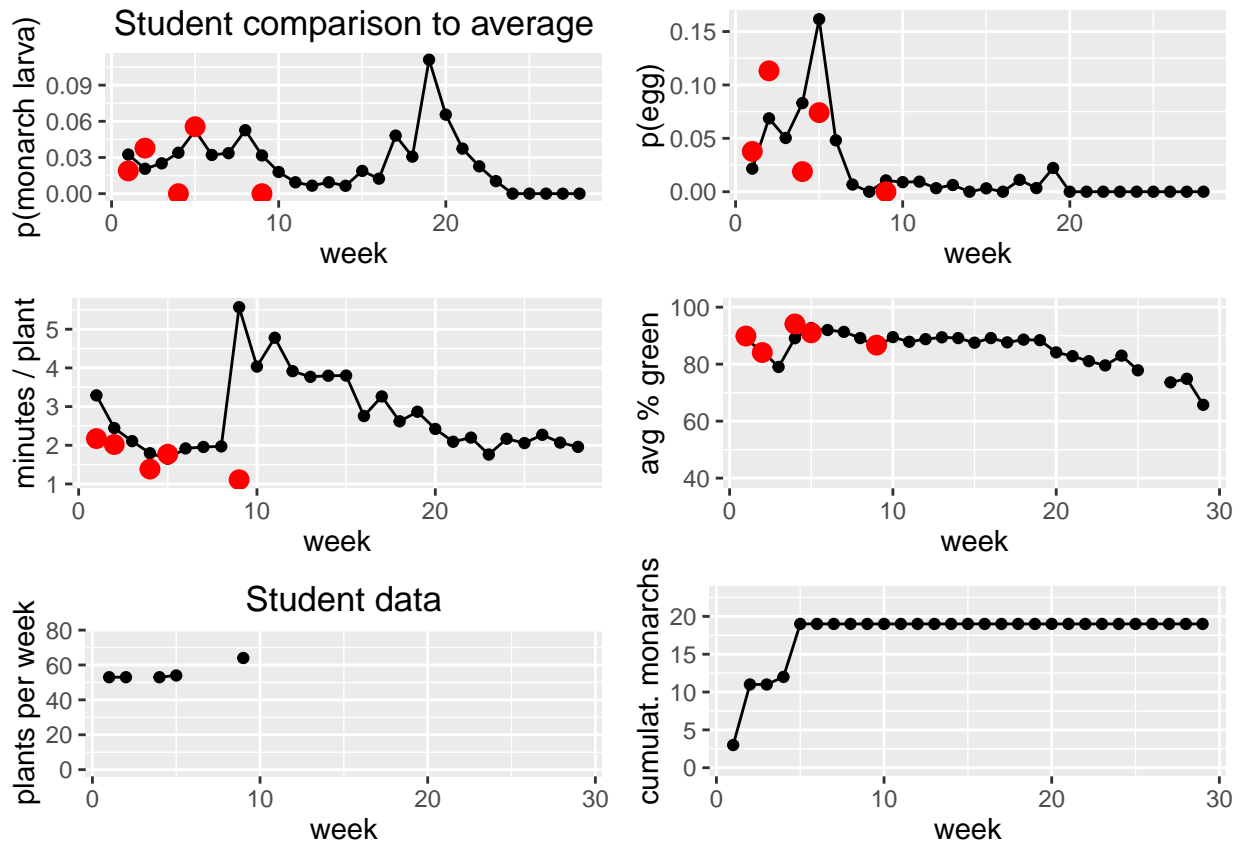 Student comparison to average
p(monarch larva)
0.09
0.06
0.03
0.00
0 10 20
week
p(egg)
0.15
0.10
0.05
0.00
0 10 20
week
minutes / plant
5
4
3
2
1
0 10 20
week
avg % green
100
80
60
40
0 10 20 30
week
Student data
plants per week
80
60
40
20
0
0 10 20 30
week
cumulat. monarchs
20
15
10
5
0
0 10 20 30
week